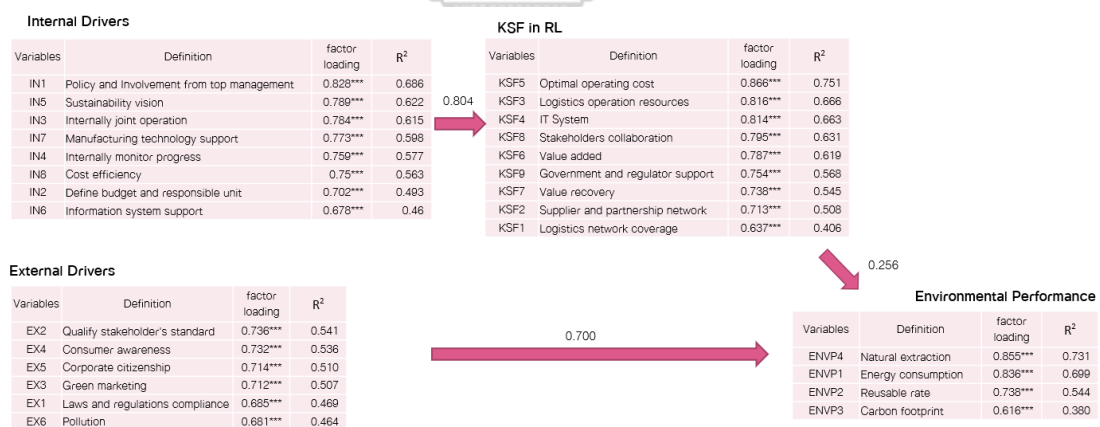 Internal Drivers
Variables Definition factor loading R²
IN1 Policy and Involvement from top management 0.828*** 0.686
IN5 Sustainability vision 0.789*** 0.622
IN3 Internally joint operation 0.784*** 0.615
IN7 Manufacturing technology support 0.773*** 0.598
IN4 Internally monitor progress 0.759*** 0.577
IN8 Cost efficiency 0.75*** 0.563
IN2 Define budget and responsible unit 0.702*** 0.493
IN6 Information system support 0.678*** 0.46
0.804
KSF in RL
Variables Definition factor loading R²
KSF5 Optimal operating cost 0.866*** 0.751
KSF3 Logistics operation resources 0.816*** 0.666
KSF4 IT System 0.814*** 0.663
KSF8 Stakeholders collaboration 0.795*** 0.631
KSF6 Value added 0.787*** 0.619
KSF9 Government and regulator support 0.754*** 0.568
KSF7 Value recovery 0.738*** 0.545
KSF2 Supplier and partnership network 0.713*** 0.508
KSF1 Logistics network coverage 0.637*** 0.406
0.256
External Drivers
Variables Definition factor loading R²
EX2 Qualify stakeholder's standard 0.736*** 0.541
EX4 Consumer awareness 0.732*** 0.536
EX5 Corporate citizenship 0.714*** 0.510
EX3 Green marketing 0.712*** 0.507
EX1 Laws and regulations compliance 0.685*** 0.469
EX6 Pollution 0.681*** 0.464
0.700
Environmental Performance
Variables Definition factor loading R²
ENVP4 Natural extraction 0.855*** 0.731
ENVP1 Energy consumption 0.836*** 0.699
ENVP2 Reusable rate 0.738*** 0.544
ENVP3 Carbon footprint 0.616*** 0.380